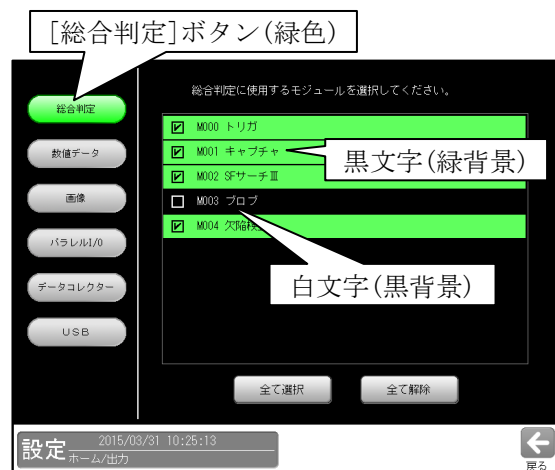 [総合判定]ボタン(緑色)
総合判定に使用するモジュールを選択してください。
総合判定
数値データ
画像
パラレルI/O
データコレクター
USB
M000 トリガ
M001 キャプチャ
M002 SFサーチⅢ
M003 ブロブ
M004 欠陥検
黒文字(緑背景)
白文字(黒背景)
全て選択
全て解除
設定
2015/03/31 10:25:13
ホーム/出力
戻る